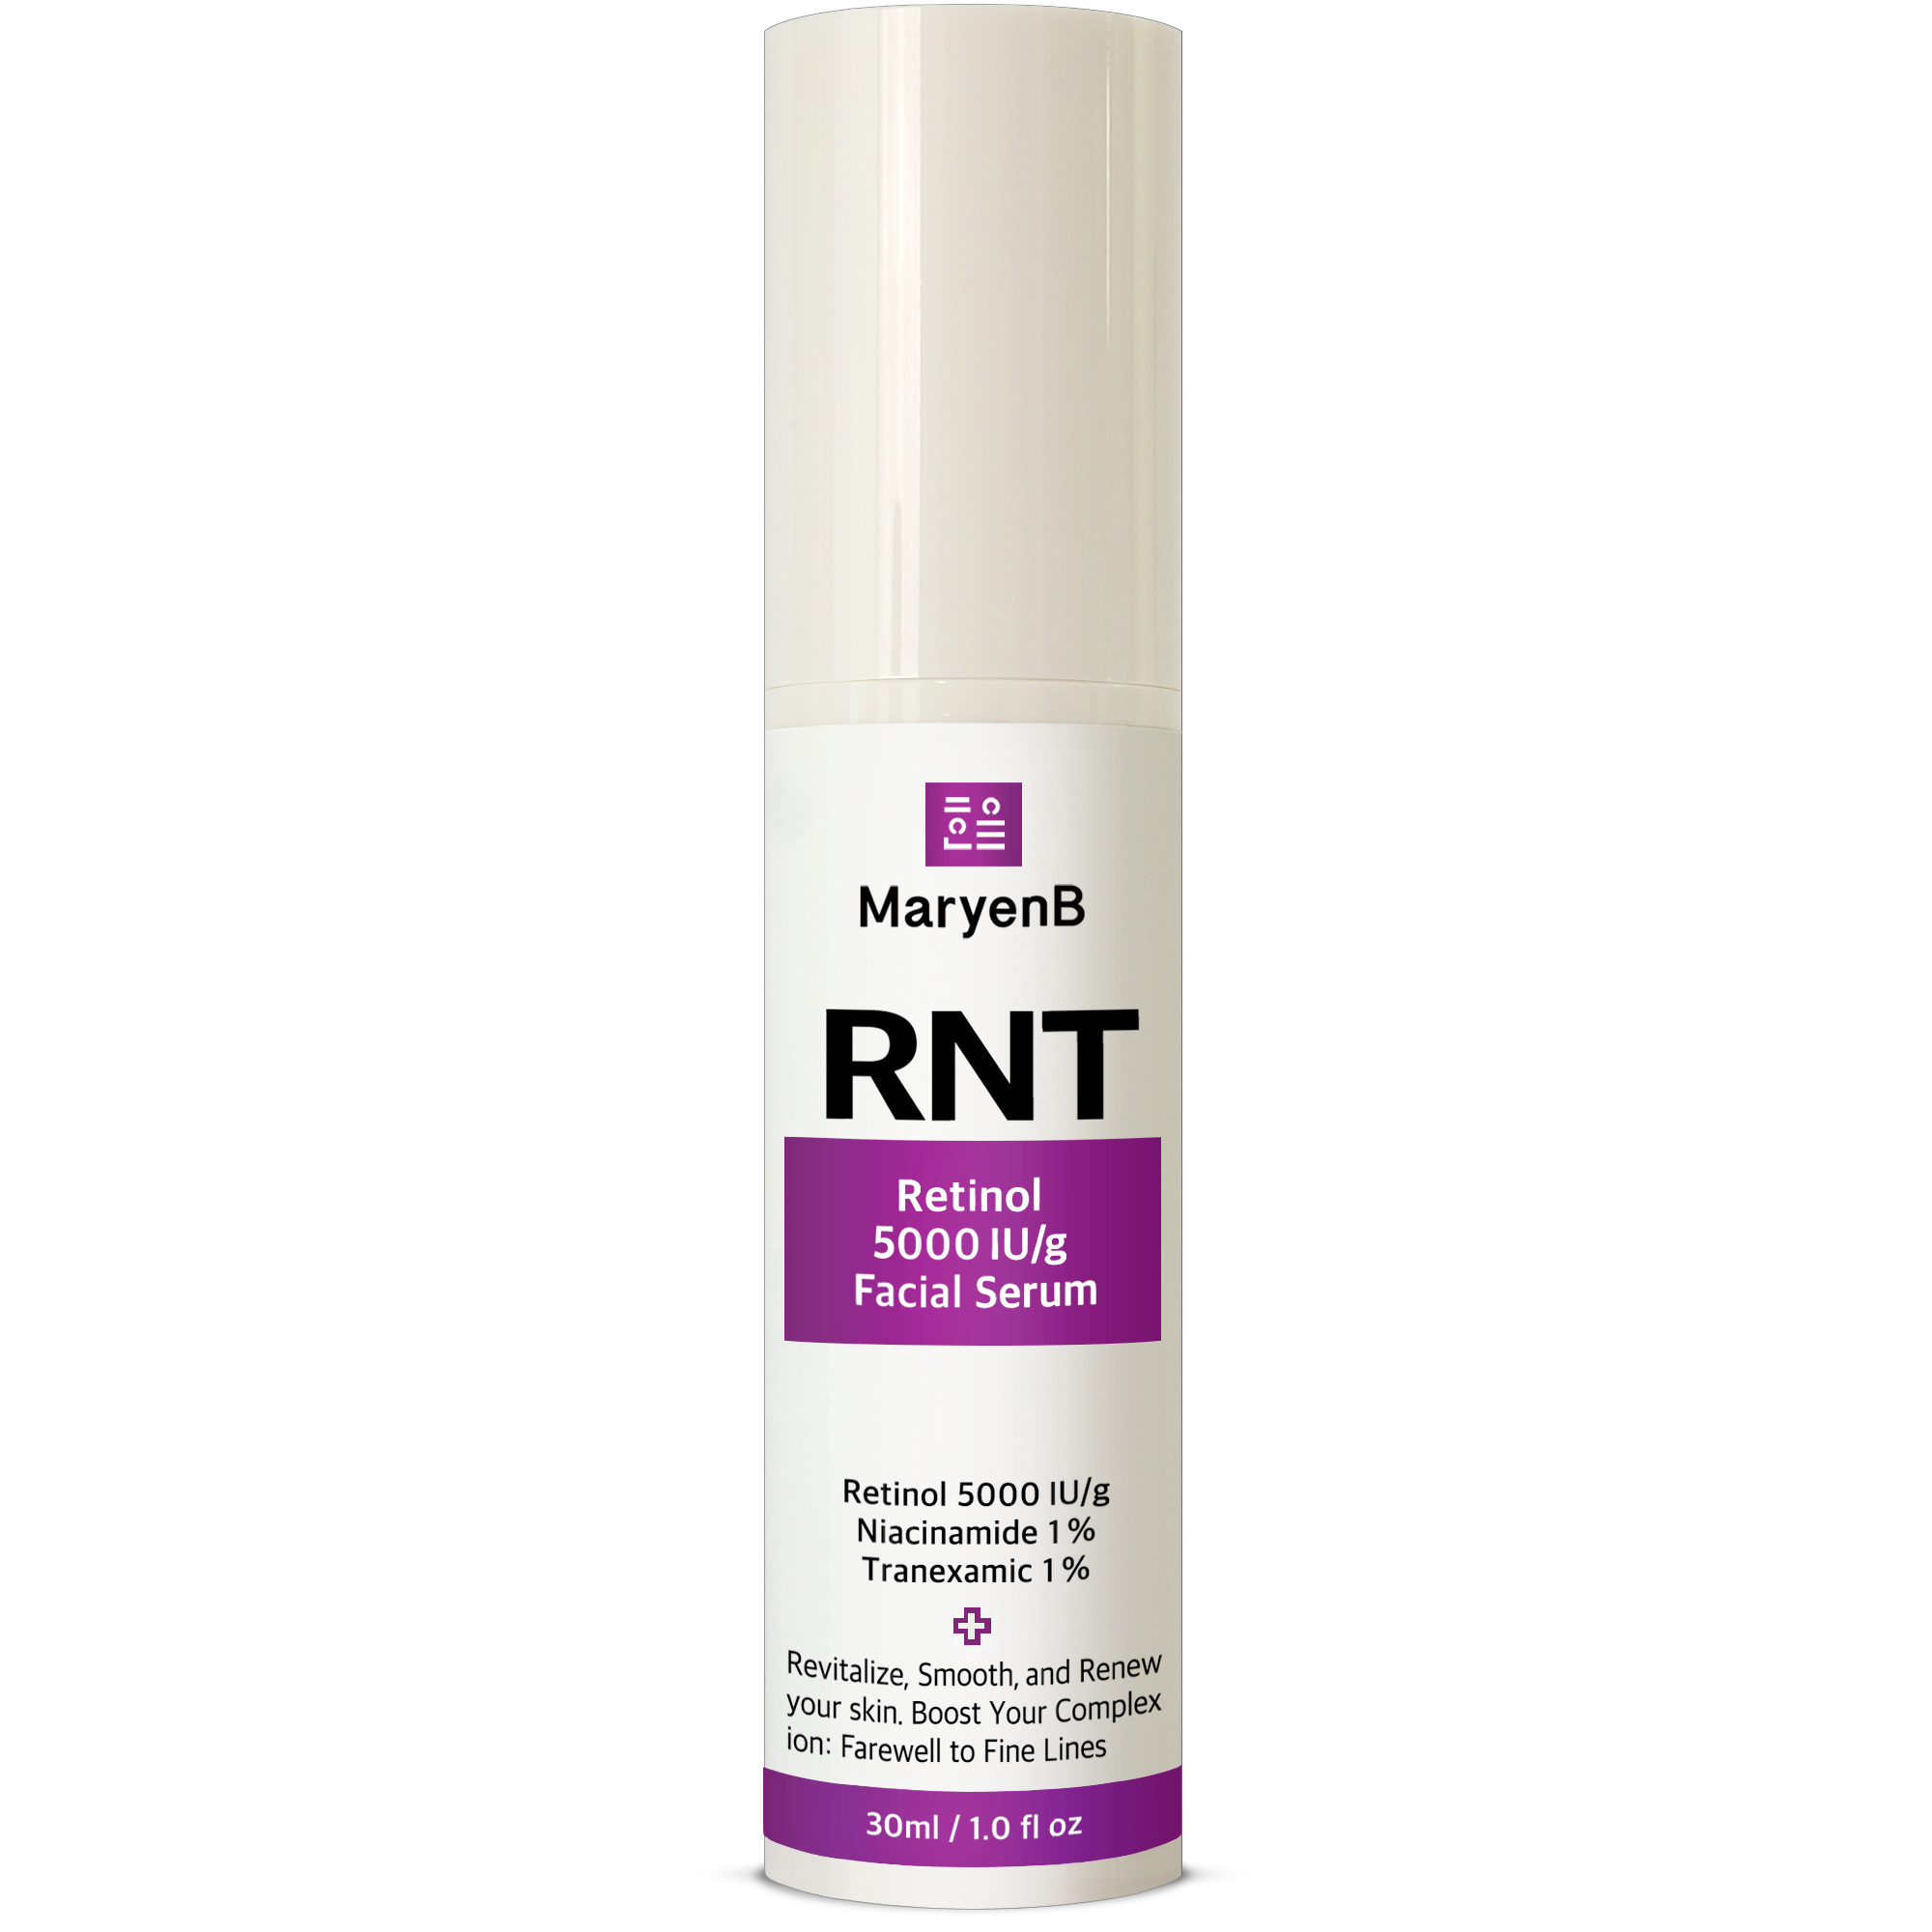 MaryenB
RNT
Retinol
5000 IU/g
Facial Serum
Retinol 5000 IU/g
Niacinamide 1%
Tranexamic 1%
Revitalize, Smooth, and Renew
your skin. Boost Your Complex
ion: Farewell to Fine Lines
30ml / 1.0 fl oz